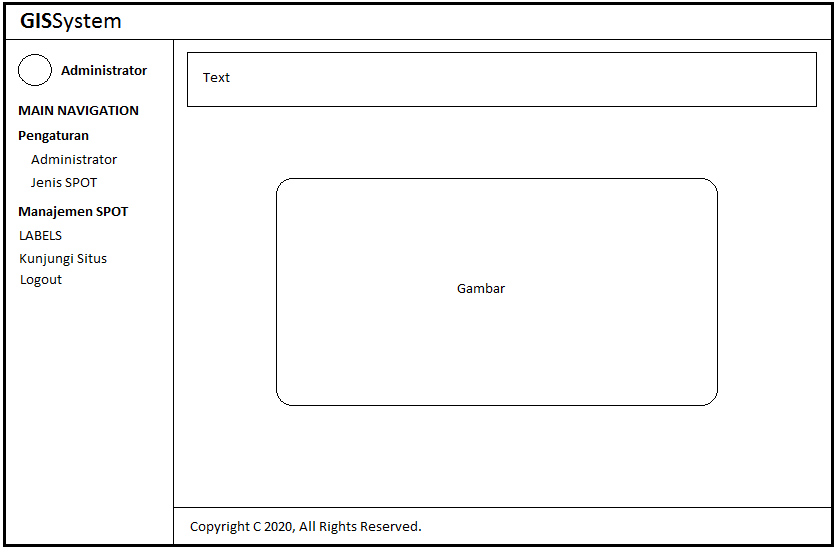 GISSystem
Administrator
MAIN NAVIGATION
Pengaturan
Administrator
Jenis SPOT
Manajemen SPOT
LABELS
Kunjungi Situs
Logout
Text
Gambar
Copyright C 2020, All Rights Reserved.